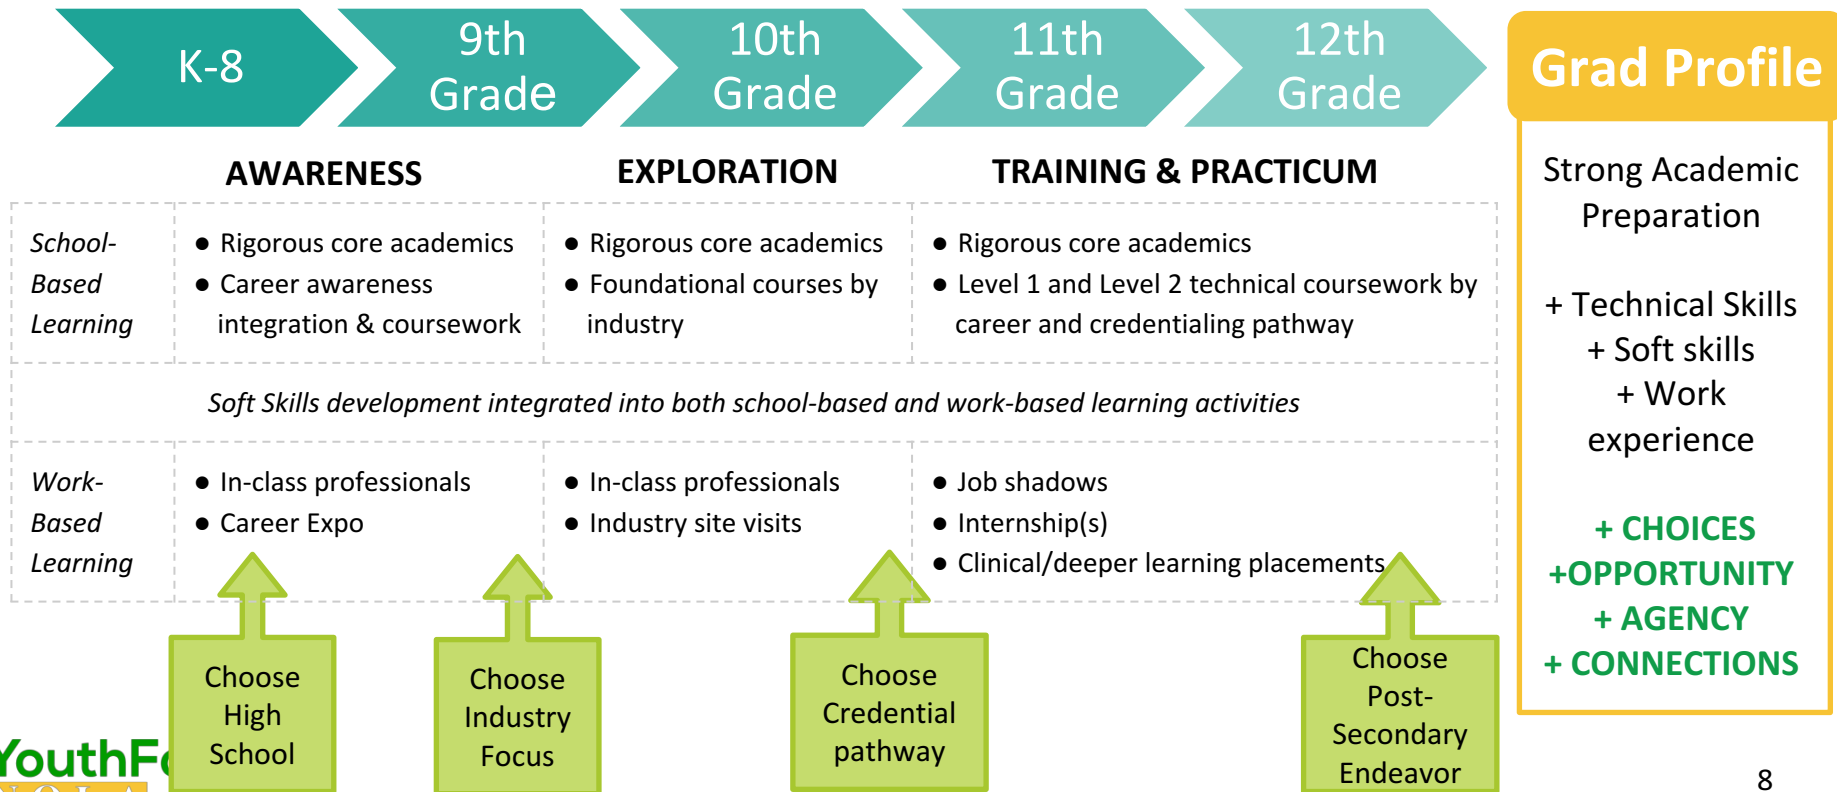 K-8
9th
Grade
10th
Grade
11th
Grade
12th
Grade
Grad Profile
AWARENESS
EXPLORATION
TRAINING & PRACTICUM
School-
Based
Learning
● Rigorous core academics
● Career awareness
integration & coursework
● Rigorous core academics
● Foundational courses by
industry
● Rigorous core academics
● Level 1 and Level 2 technical coursework by
career and credentialing pathway
Soft Skills development integrated into both school-based and work-based learning activities
Work-
Based
Learning
● In-class professionals
● Career Expo
● In-class professionals
● Industry site visits
● Job shadows
● Internship(s)
● Clinical/deeper learning placements
Choose
High
School
Choose
Industry
Focus
Choose
Credential
pathway
Choose
Post-
Secondary
Endeavor
Strong Academic
Preparation
+ Technical Skills
+ Soft skills
+ Work
experience
+ CHOICES
+OPPORTUNITY
+ AGENCY
+ CONNECTIONS
NOLA
8